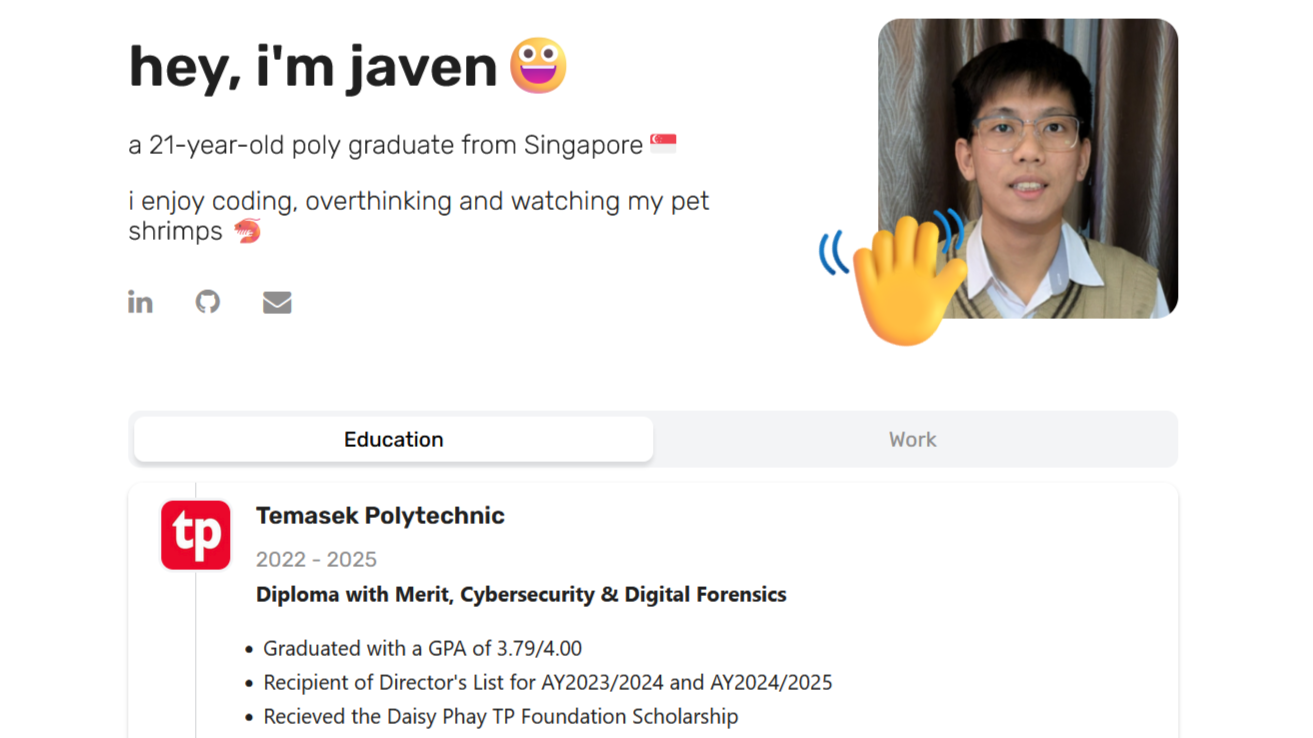 hey, i'm javen 😀
a 21-year-old poly graduate from Singapore 🇸🇬
i enjoy coding, overthinking and watching my pet
shrimps 🦐
in
Education
Work
tp
Temasek Polytechnic
2022 - 2025
Diploma with Merit, Cybersecurity & Digital Forensics
• Graduated with a GPA of 3.79/4.00
• Recipient of Director's List for AY2023/2024 and AY2024/2025
• Recieved the Daisy Phay TP Foundation Scholarship